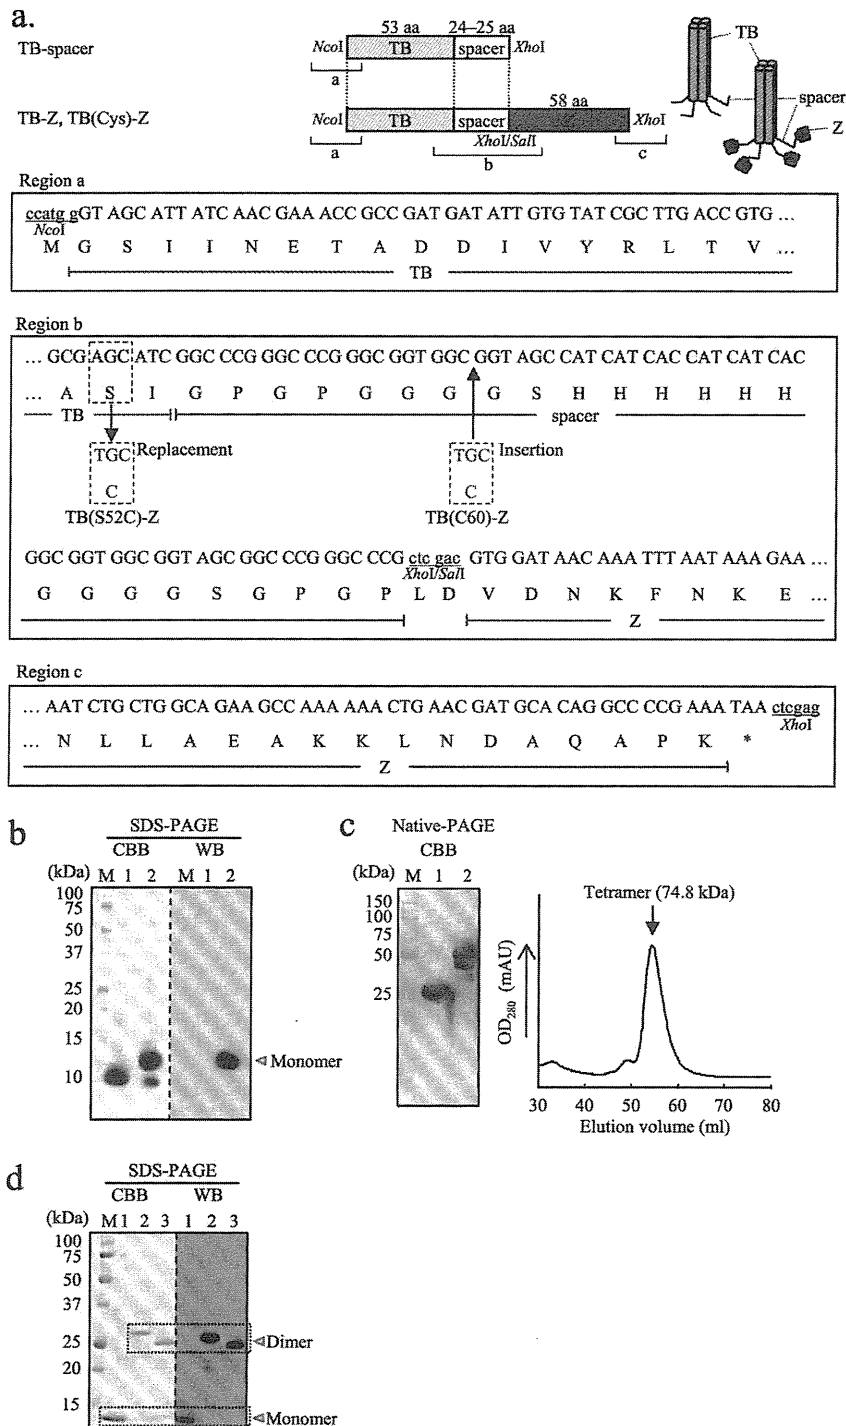 a.
53 aa 24–25 aa
TB-spacer NcoI TB spacer XhoI
a
58 aa
TB-Z, TB(Cys)-Z NcoI TB spacer XhoI
XhoI/SalI
a b c
TB
spacer
Z
Region a
ccatg gGT AGC ATT ATC AAC GAA ACC GCC GAT GAT ATT GTG TAT CGC TTG ACC GTG ...
NcoI
M G S I I N E T A D D I V Y R L T V ...
TB
Region b
... GCG AGC ATC GGC CCG GGC CCG GGC GGT GGC GGT AGC CAT CAT CAC CAT CAT CAC
... A S I G P G P G G G G S H H H H H H
TB spacer
TGC Replacement TGC Insertion
C C
TB(S52C)-Z TB(C60)-Z
GGC GGT GGC GGT AGC GGC CCG GGC CCG ctc gac GTG GAT AAC AAA TTT AAT AAA GAA ...
XhoI/SalI
G G G G S G P G P L D V D N K F N K E ...
Z
Region c
... AAT CTG CTG GCA GAA GCC AAA AAA CTG AAC GAT GCA CAG GCC CCG AAA TAA ctcgag
XhoI
... N L L A E A K K L N D A Q A P K *
Z
b
SDS-PAGE
CBB WB
(kDa) M 1 2 M 1 2
100
75
50
37
25
20
15
10
Monomer
c
Native-PAGE
CBB
(kDa) M 1 2
150
100
75
50
25
Tetramer (74.8 kDa)
OD280 (mAU)
30 40 50 60 70 80
Elution volume (ml)
d
SDS-PAGE
CBB WB
(kDa) M 1 2 3 1 2 3
100
75
50
37
25
20
15
Dimer
Monomer